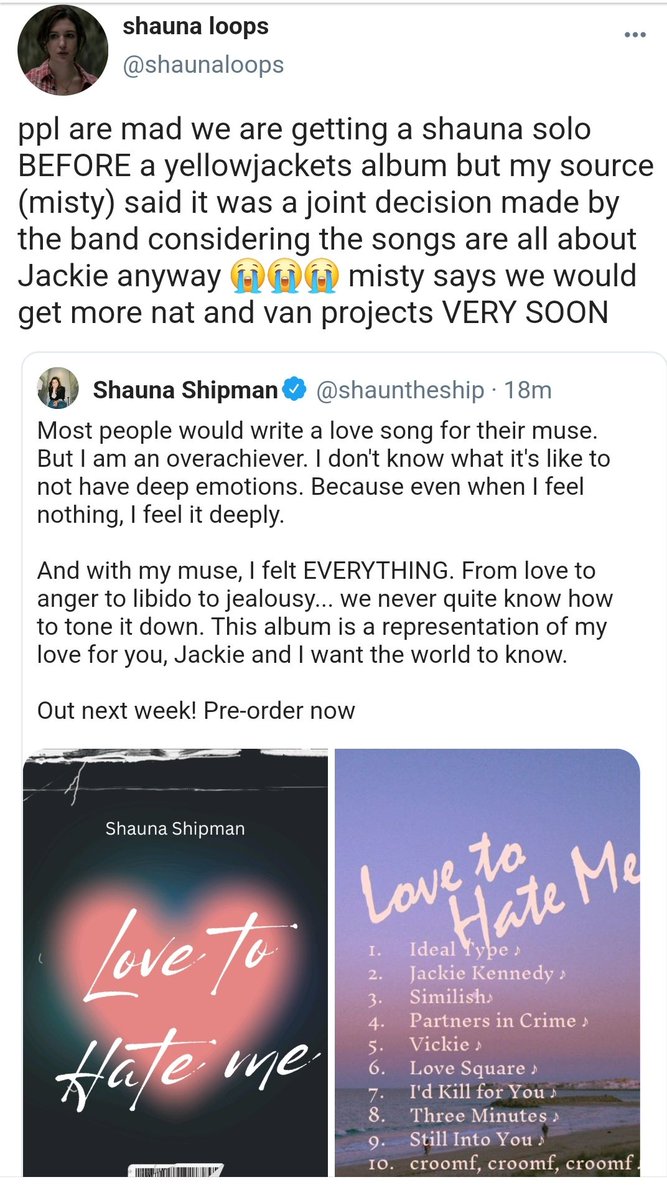 shauna loops
@shaunaloops
ppl are mad we are getting a shauna solo
BEFORE a yellowjackets album but my source
(misty) said it was a joint decision made by
the band considering the songs are all about
Jackie anyway 😭😭😭 misty says we would
get more nat and van projects VERY SOON
Shauna Shipman @shauntheship · 18m
Most people would write a love song for their muse.
But I am an overachiever. I don't know what it's like to
not have deep emotions. Because even when I feel
nothing, I feel it deeply.
And with my muse, I felt EVERYTHING. From love to
anger to libido to jealousy... we never quite know how
to tone it down. This album is a representation of my
love for you, Jackie and I want the world to know.
Out next week! Pre-order now
Shauna Shipman
Love To
Hate me
Love to
Hate Me
1. Ideal Type ♪
2. Jackie Kennedy ♪
3. Similish♪
4. Partners in Crime ♪
5. Vickie ♪
6. Love Square ♪
7. I'd Kill for You ♪
8. Three Minutes ♪
9. Still Into You ♪
10. croomf, croomf, croomf